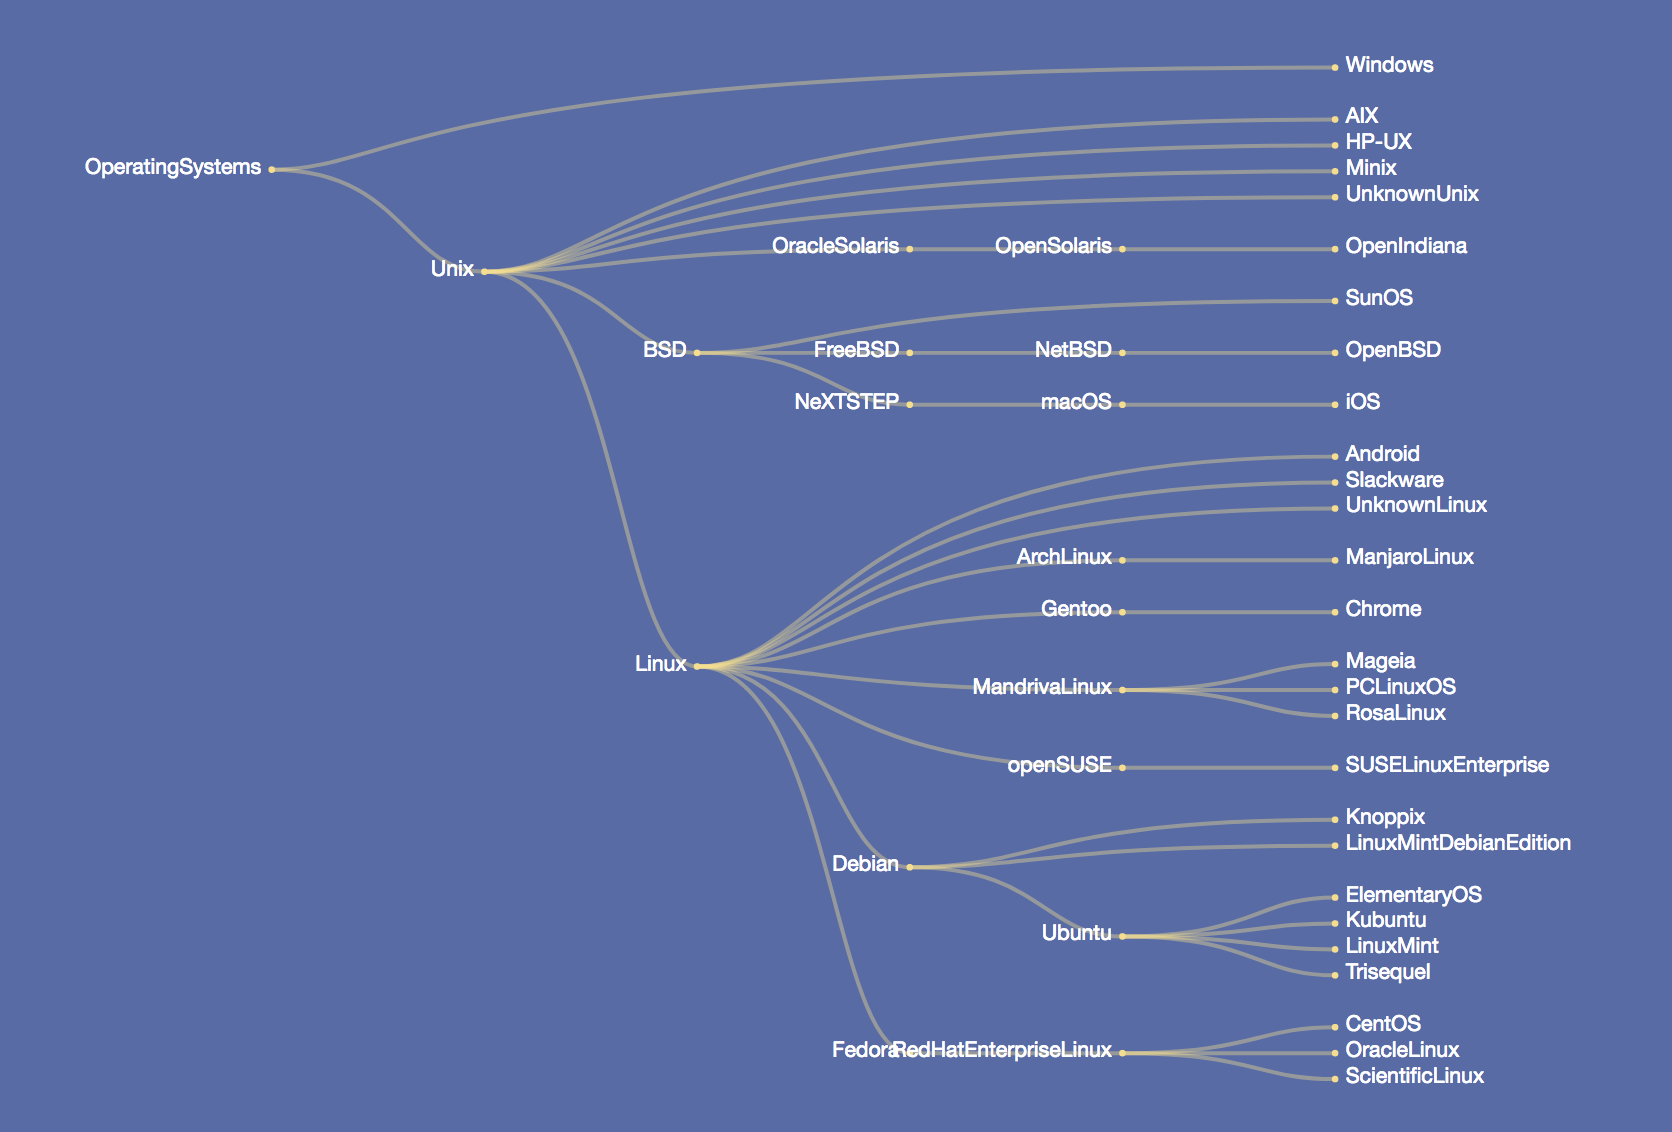 Windows
AIX
HP-UX
Minix
OperatingSystems
UnknownUnix
OracleSolaris OpenSolaris OpenIndiana
Unix
SunOS
BSD FreeBSD NetBSD OpenBSD
NeXTSTEP macOS iOS
Android
Slackware
UnknownLinux
ArchLinux ManjaroLinux
Gentoo Chrome
Linux Mageia
MandrivaLinux PCLinuxOS
RosaLinux
openSUSE SUSELinuxEnterprise
Knoppix
LinuxMintDebianEdition
Debian
ElementaryOS
Kubuntu
Ubuntu
LinuxMint
Trisequel
CentOS
Fedora RedHatEnterpriseLinux OracleLinux
ScientificLinux